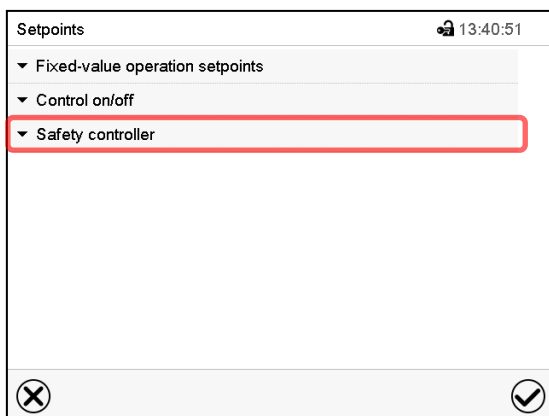 Setpoints 13:40:51
Fixed-value operation setpoints
Control on/off
Safety controller